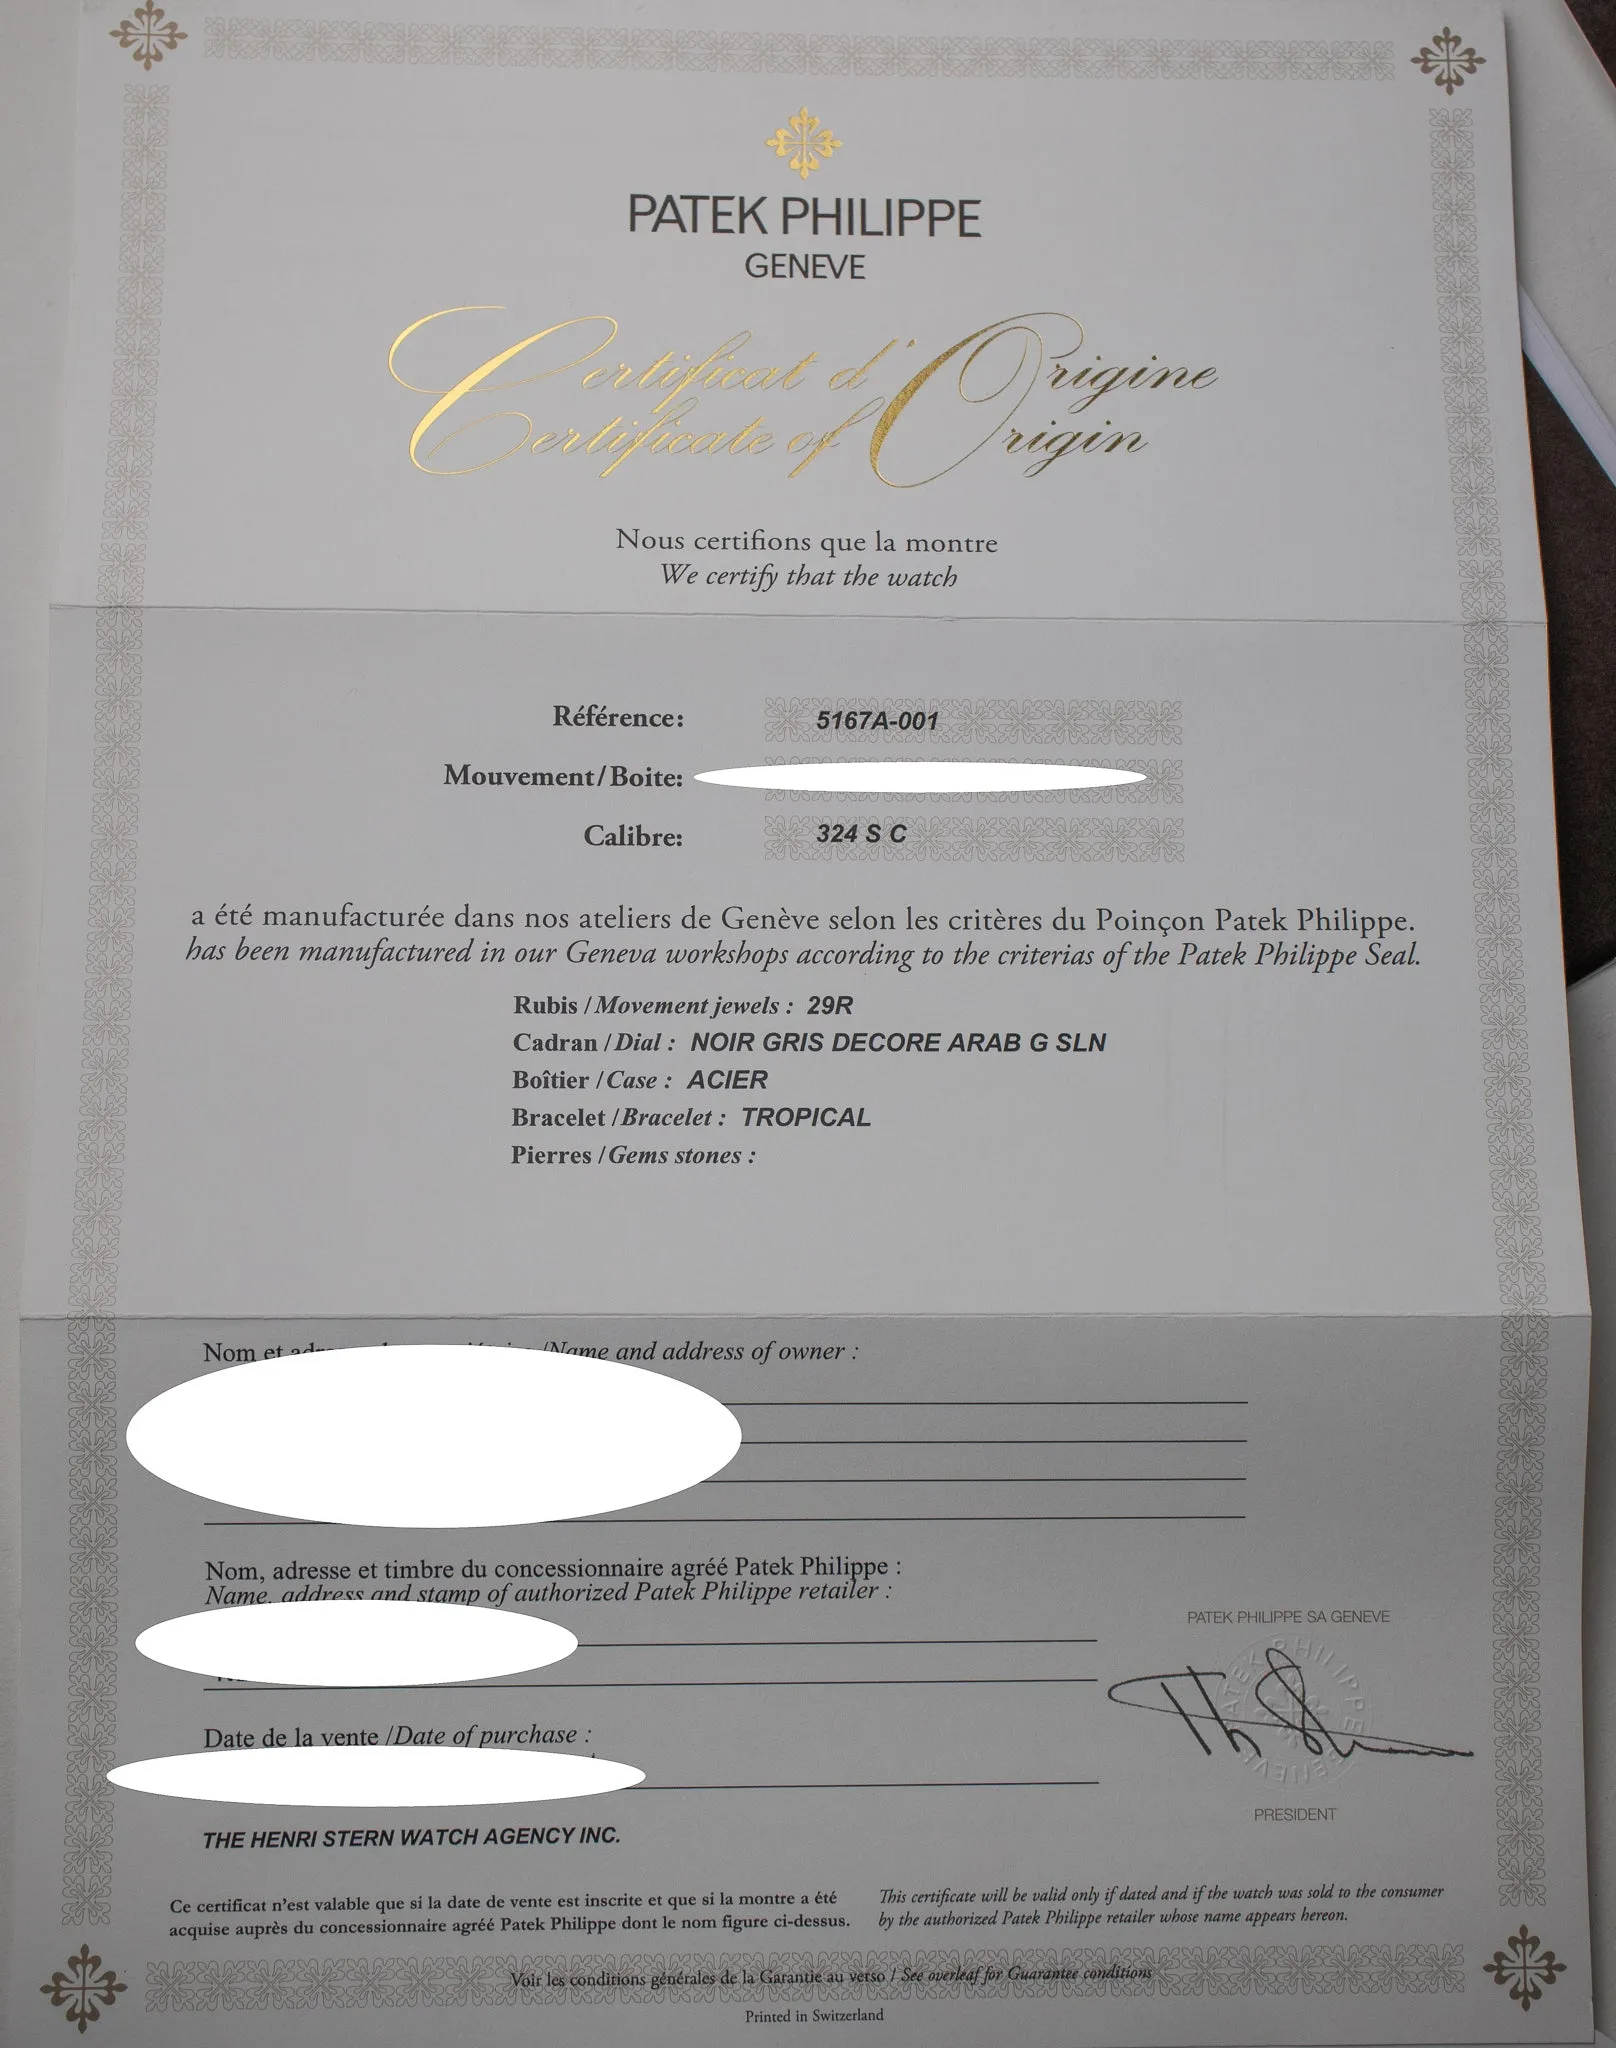 PATEK PHILIPPE
GENEVE
Certificat d'Origine
Certificate of Origin
Nous certifions que la montre
We certify that the watch
Référence: 5167A-001
Mouvement/Boite:
Calibre: 324 S C
a été manufacturée dans nos ateliers de Genève selon les critères du Poinçon Patek Philippe.
has been manufactured in our Geneva workshops according to the criterias of the Patek Philippe Seal.
Rubis / Movement jewels : 29R
Cadran / Dial : NOIR GRIS DECORE ARAB G SLN
Boîtier / Case : ACIER
Bracelet / Bracelet : TROPICAL
Pierres / Gems stones :
Nom et /Name and address of owner :
Nom, adresse et timbre du concessionnaire agréé Patek Philippe :
Name, address and stamp of authorized Patek Philippe retailer :
PATEK PHILIPPE SA GENEVE
PATEK PHILIPPE
GENEVE
Date de la vente /Date of purchase :
PRESIDENT
THE HENRI STERN WATCH AGENCY INC.
Ce certificat n'est valable que si la date de vente est inscrite et que si la montre a été
acquise auprès du concessionnaire agréé Patek Philippe dont le nom figure ci-dessus.
This certificate will be valid only if dated and if the watch was sold to the consumer
by the authorized Patek Philippe retailer whose name appears hereon.
Voir les conditions générales de la Garantie au verso / See overleaf for Guarantee conditions
Printed in Switzerland